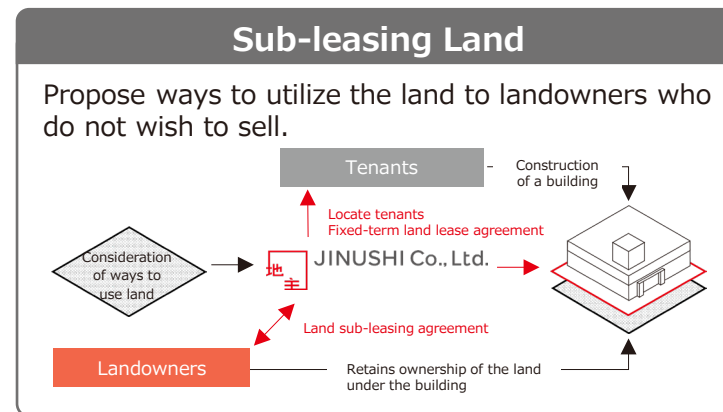 Sub-leasing Land
Propose ways to utilize the land to landowners who
do not wish to sell.
Tenants
Construction
of a building
Locate tenants
Fixed-term land lease agreement
Consideration
of ways to
use land
地主
JINUSHI Co., Ltd.
Land sub-leasing agreement
Landowners
Retains ownership of the land
under the building